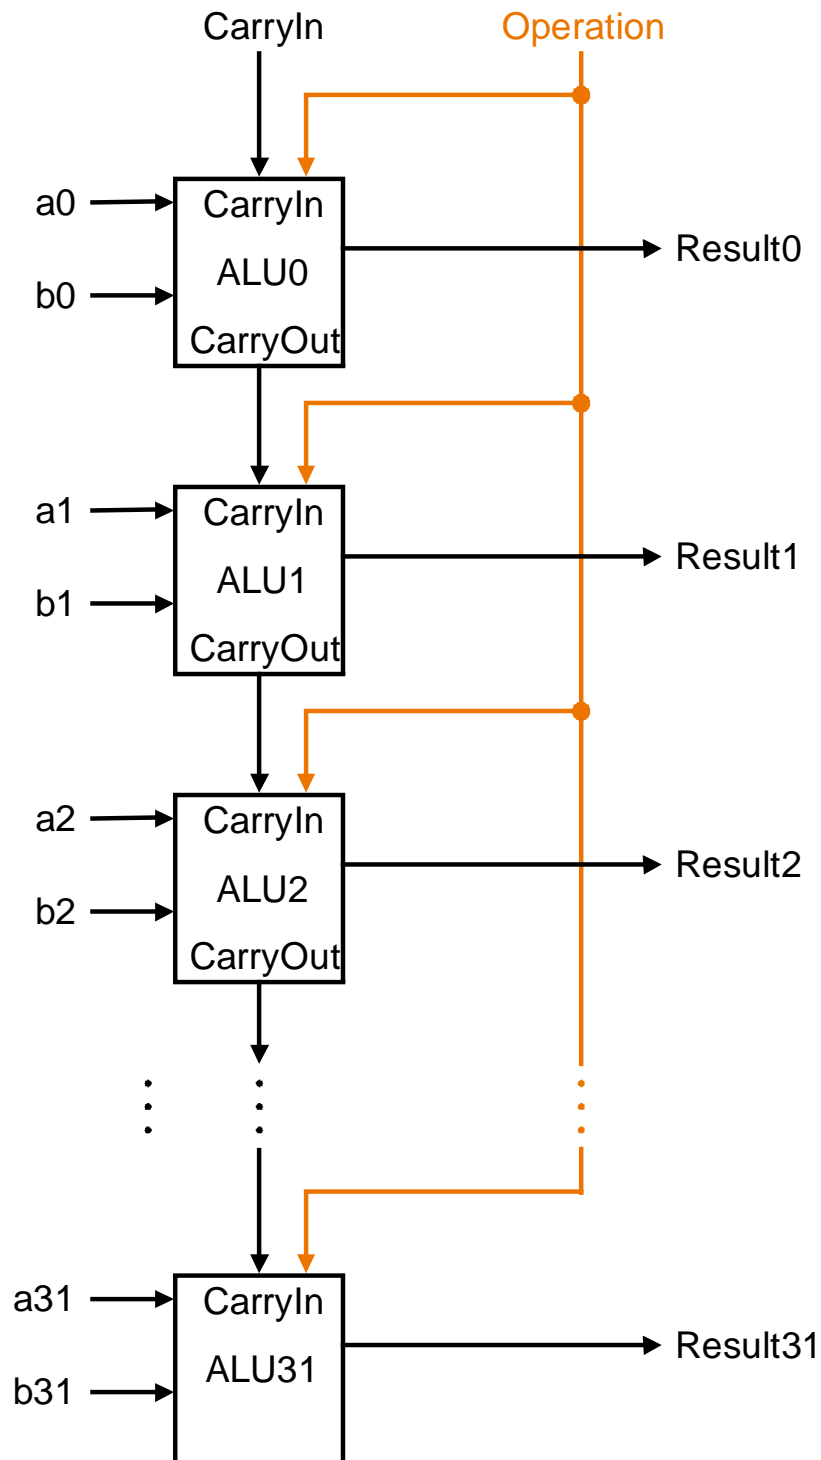 CarryIn Operation
a0 CarryIn
Result0
ALU0
b0
CarryOut
a1 CarryIn
Result1
ALU1
b1
CarryOut
a2 CarryIn
Result2
ALU2
b2
CarryOut
a31 CarryIn
Result31
ALU31
b31